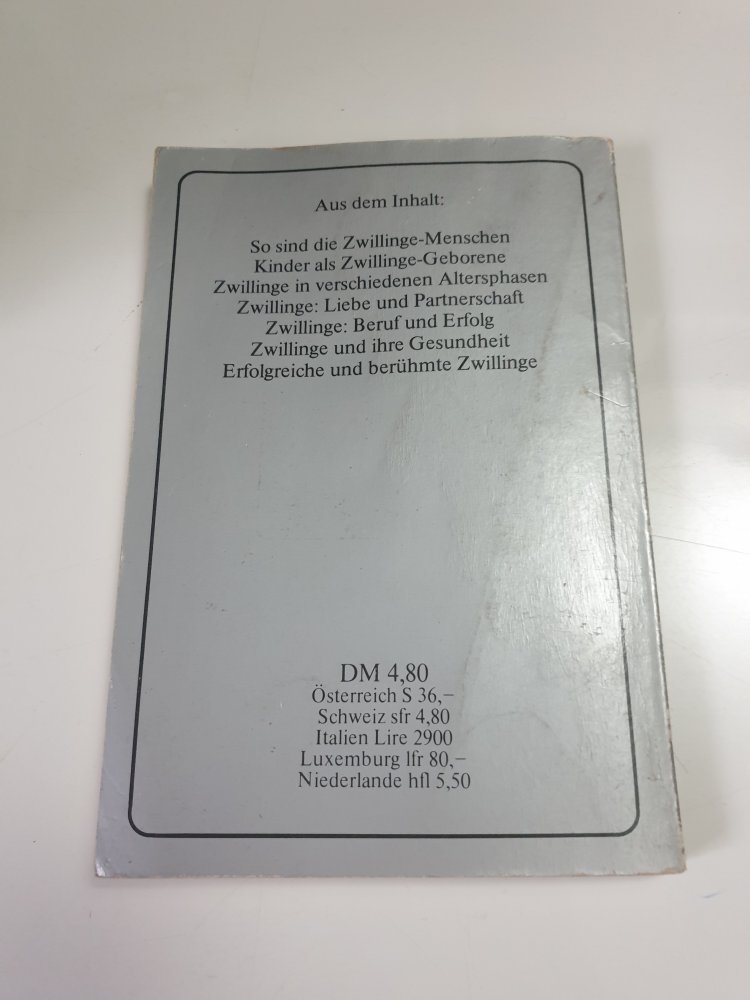 Aus dem Inhalt:
So sind die Zwillinge-Menschen
Kinder als Zwillinge-Geborene
Zwillinge in verschiedenen Altersphasen
Zwillinge: Liebe und Partnerschaft
Zwillinge: Beruf und Erfolg
Zwillinge und ihre Gesundheit
Erfolgreiche und berühmte Zwillinge
DM 4,80
Österreich S 36,–
Schweiz sfr 4,80
Italien Lire 2900
Luxemburg lfr 80,–
Niederlande hfl 5,50